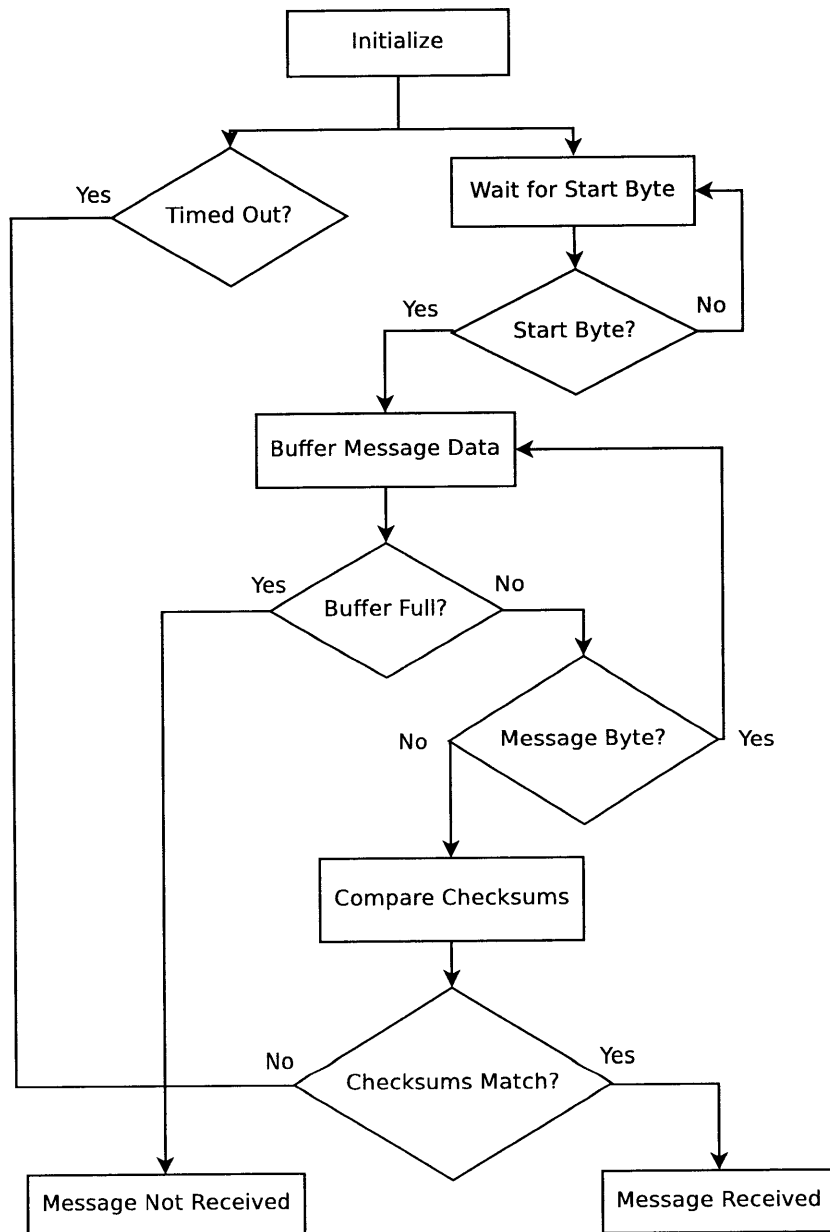 Initialize
Yes
Timed Out?
Wait for Start Byte
Yes
No
Start Byte?
Buffer Message Data
Yes
No
Buffer Full?
No
Message Byte?
Yes
Compare Checksums
No
Yes
Checksums Match?
Message Not Received
Message Received